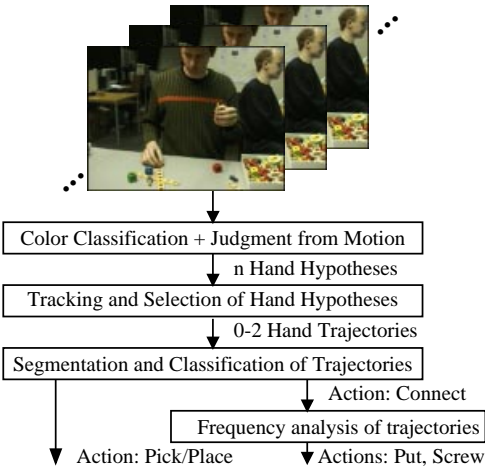 Color Classification + Judgment from Motion
n Hand Hypotheses
Tracking and Selection of Hand Hypotheses
0-2 Hand Trajectories
Segmentation and Classification of Trajectories
Action: Connect
Frequency analysis of trajectories
Action: Pick/Place
Actions: Put, Screw